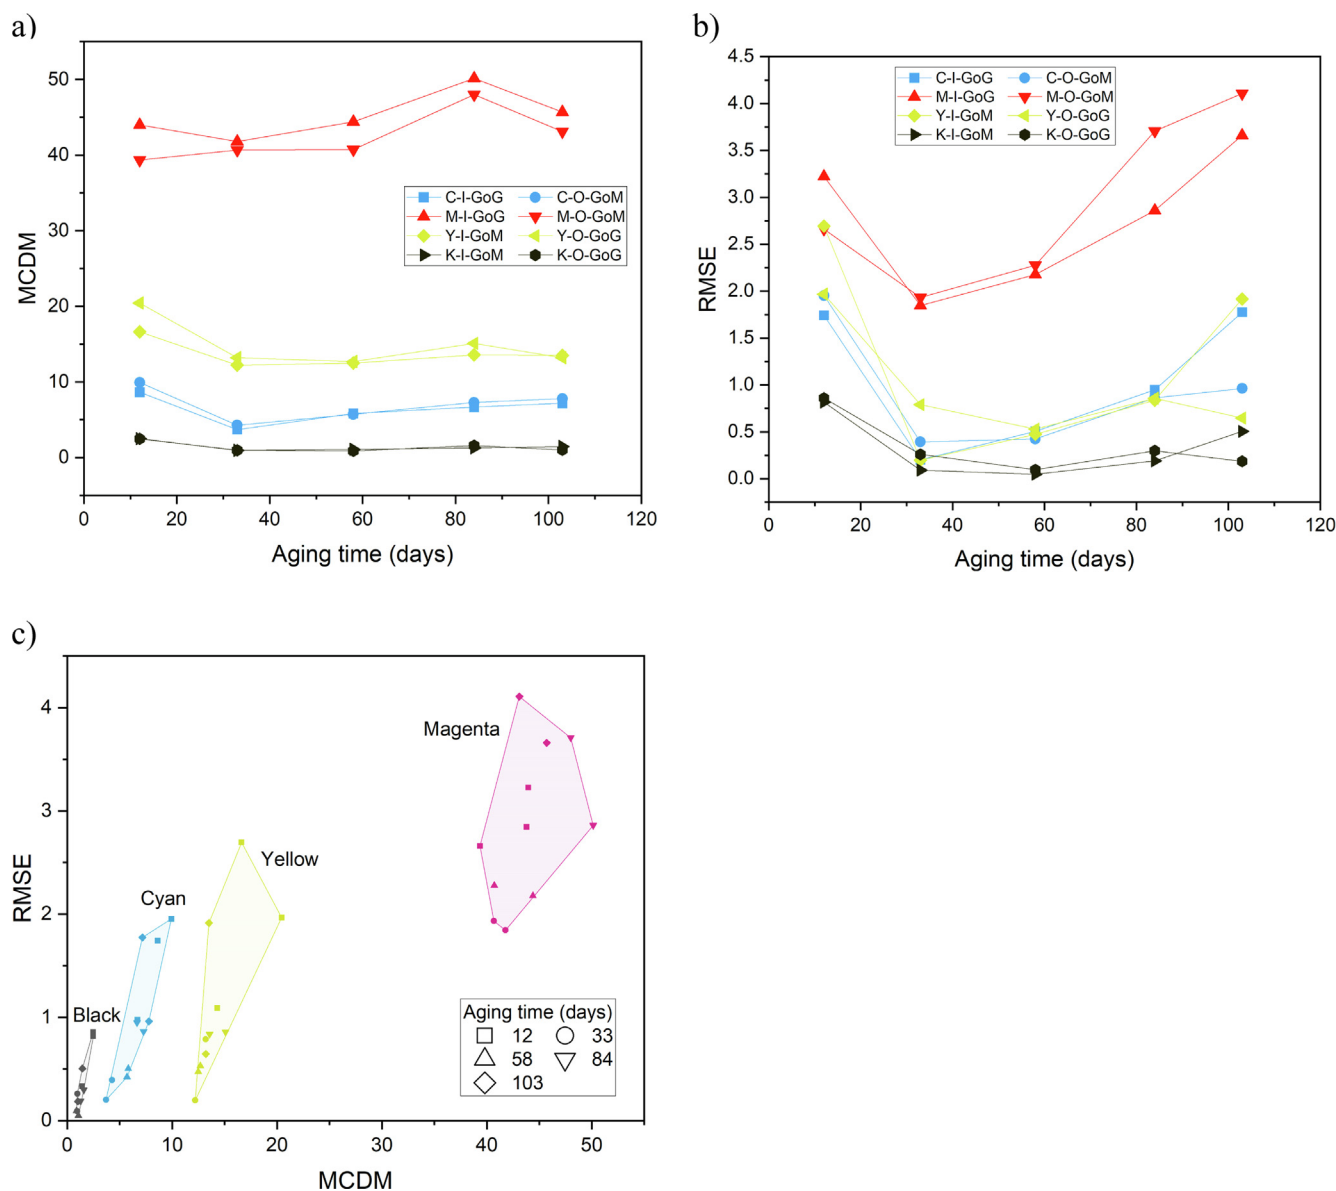 a)
MCDM
50
40
30
20
10
0
C-I-GoG C-O-GoM
M-I-GoG M-O-GoM
Y-I-GoM Y-O-GoG
K-I-GoM K-O-GoG
0 20 40 60 80 100 120
Aging time (days)
b)
RMSE
4.5
4.0
3.5
3.0
2.5
2.0
1.5
1.0
0.5
0.0
C-I-GoG C-O-GoM
M-I-GoG M-O-GoM
Y-I-GoM Y-O-GoG
K-I-GoM K-O-GoG
0 20 40 60 80 100 120
Aging time (days)
c)
RMSE
4
3
2
1
0
Magenta
Yellow
Cyan
Black
Aging time (days)
12 33
58 84
103
0 10 20 30 40 50
MCDM